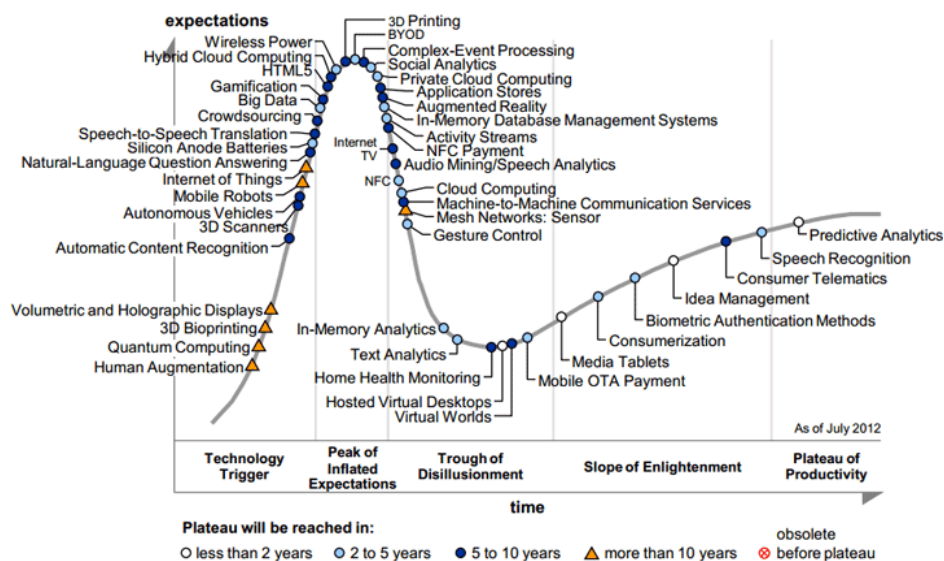 expectations
3D Printing
BYOD
Wireless Power
Complex-Event Processing
Hybrid Cloud Computing
Social Analytics
HTML5
Private Cloud Computing
Gamification
Application Stores
Big Data
Augmented Reality
Crowdsourcing
In-Memory Database Management Systems
Speech-to-Speech Translation
Activity Streams
Silicon Anode Batteries
NFC Payment
Internet
TV
Natural-Language Question Answering
Audio Mining/Speech Analytics
Internet of Things
NFC
Mobile Robots
Cloud Computing
Autonomous Vehicles
Machine-to-Machine Communication Services
3D Scanners
Mesh Networks: Sensor
Automatic Content Recognition
Gesture Control
Predictive Analytics
Speech Recognition
Consumer Telematics
Idea Management
Biometric Authentication Methods
Consumerization
Volumetric and Holographic Displays
3D Bioprinting
Quantum Computing
Human Augmentation
In-Memory Analytics
Text Analytics
Media Tablets
Home Health Monitoring
Mobile OTA Payment
Hosted Virtual Desktops
Virtual Worlds
As of July 2012
Technology
Trigger
Peak of
Inflated
Expectations
Trough of
Disillusionment
Slope of Enlightenment
Plateau of
Productivity
time
Plateau will be reached in:
less than 2 years
2 to 5 years
5 to 10 years
more than 10 years
obsolete
before plateau